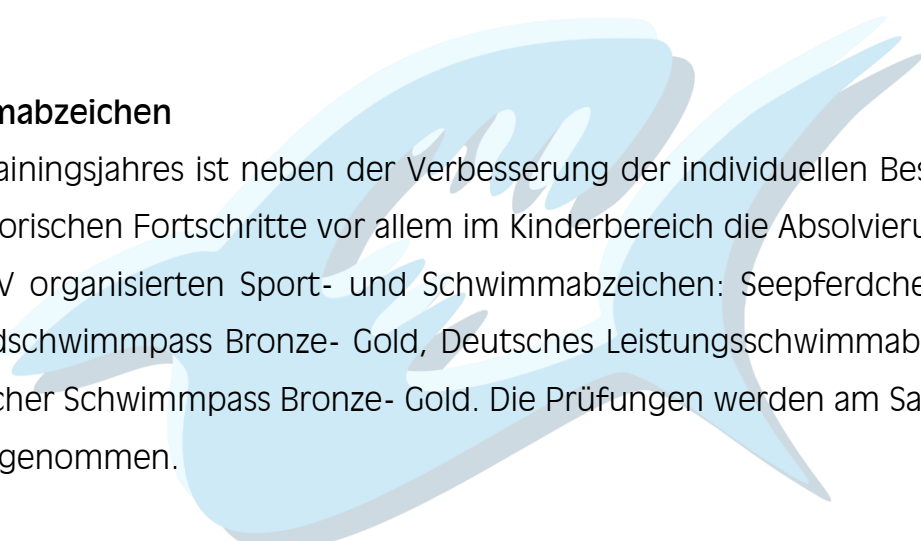 mabzeichen
ainingsjahres ist neben der Verbesserung der individuellen Bes
orischen Fortschritte vor allem im Kinderbereich die Absolvieru
V organisierten Sport- und Schwimmabzeichen: Seepferdche
dschwimmpass Bronze- Gold, Deutsches Leistungsschwimmab
cher Schwimmpass Bronze- Gold. Die Prüfungen werden am Sa
genommen.